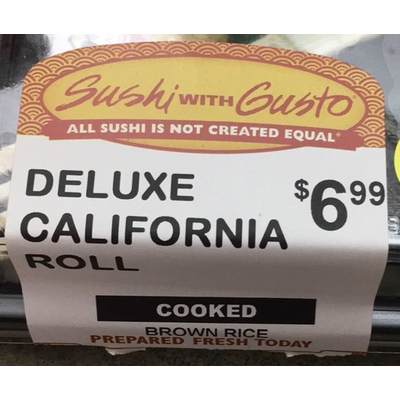 Sushi WITH Gusto®
ALL SUSHI IS NOT CREATED EQUAL®
DELUXE $6.99
CALIFORNIA
ROLL
COOKED
BROWN RICE
PREPARED FRESH TODAY